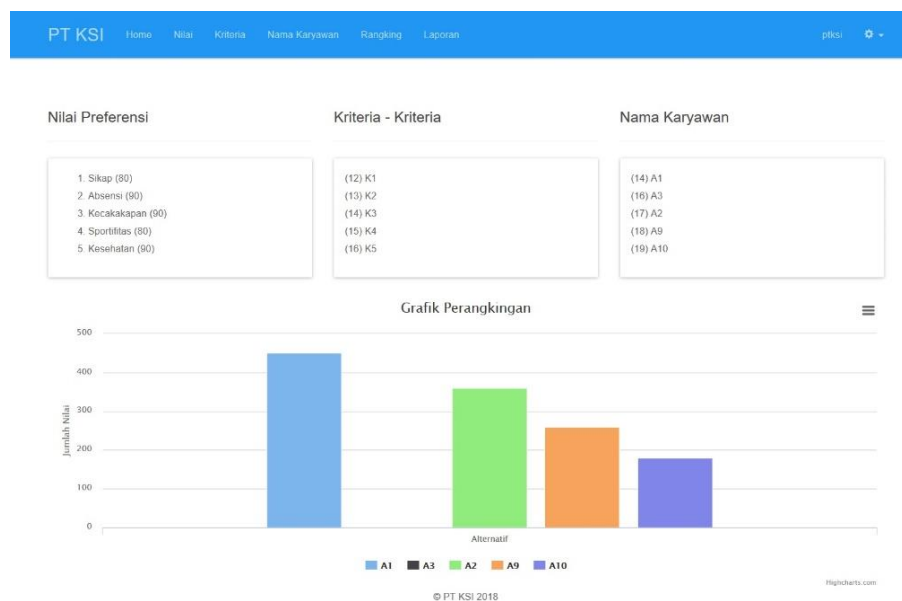 PT KSI Home Nilai Kriteria Nama Karyawan Rangking Laporan ptksi
Nilai Preferensi
1. Sikap (80)
2. Absensi (90)
3. Kecakakapan (90)
4. Sportifitas (80)
5. Kesehatan (90)
Kriteria - Kriteria
(12) K1
(13) K2
(14) K3
(15) K4
(16) K5
Nama Karyawan
(14) A1
(16) A3
(17) A2
(18) A9
(19) A10
Grafik Perangkingan
Jumlah Nilai
500
400
300
200
100
0
Alternatif
A1 A3 A2 A9 A10
Highcharts.com
© PT KSI 2018